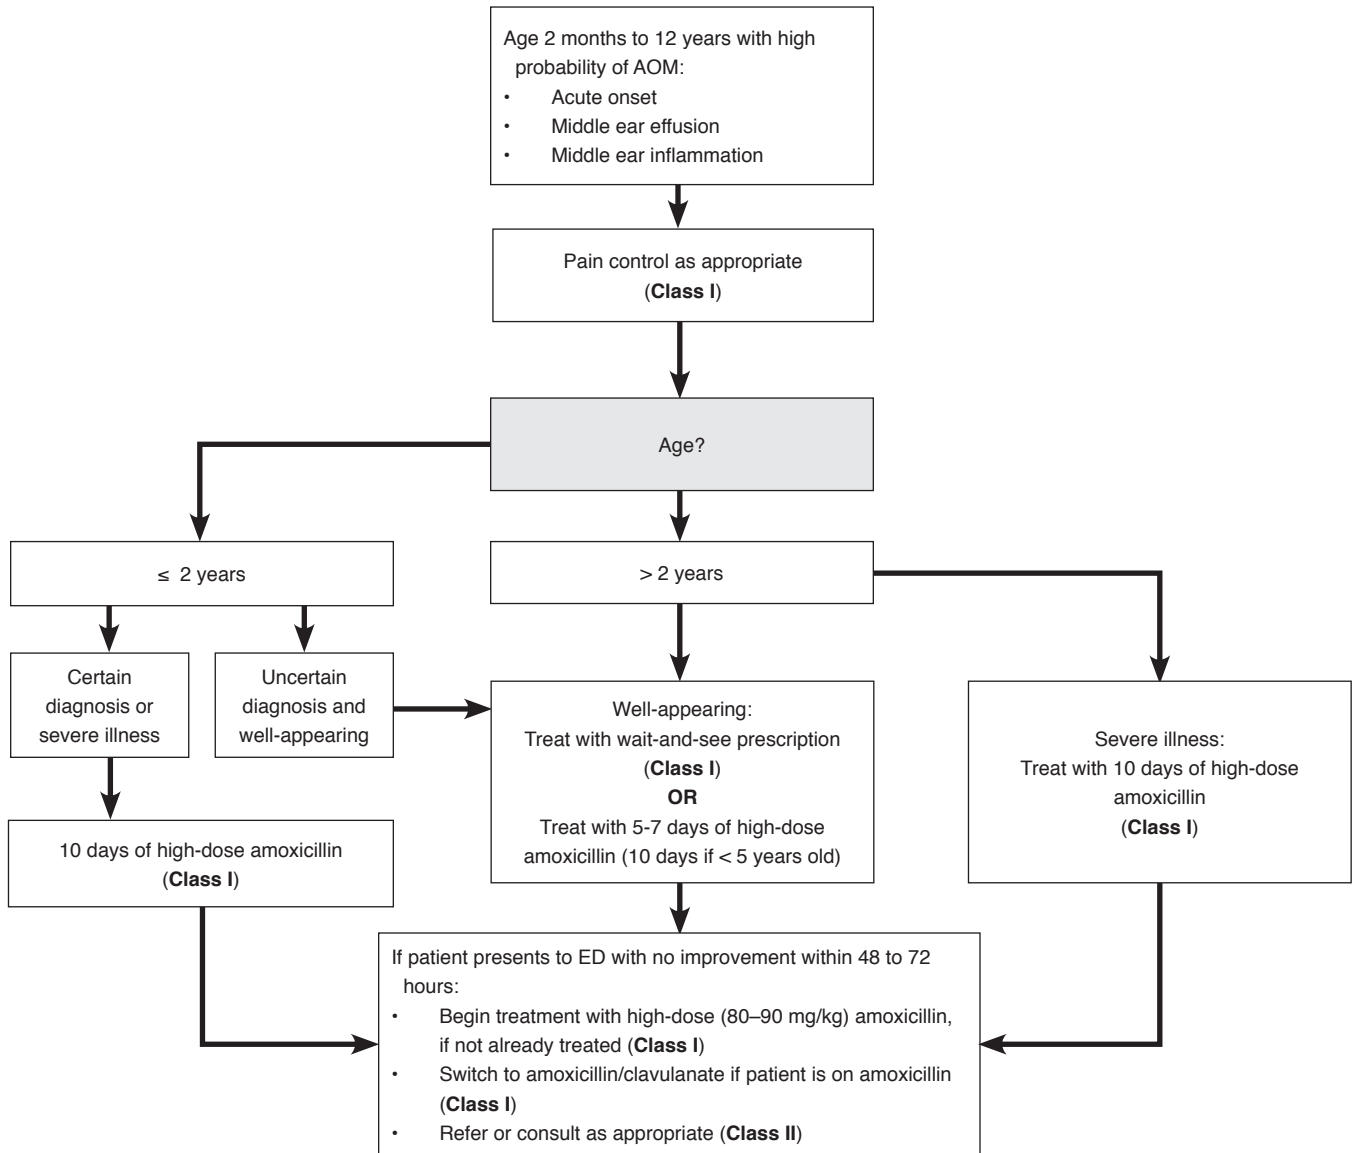 Age 2 months to 12 years with high
probability of AOM:
• Acute onset
• Middle ear effusion
• Middle ear inflammation
Pain control as appropriate
(Class I)
Age?
≤ 2 years
> 2 years
Certain
diagnosis or
severe illness
Uncertain
diagnosis and
well-appearing
Well-appearing:
Treat with wait-and-see prescription
(Class I)
OR
Treat with 5-7 days of high-dose
amoxicillin (10 days if < 5 years old)
Severe illness:
Treat with 10 days of high-dose
amoxicillin
(Class I)
10 days of high-dose amoxicillin
(Class I)
If patient presents to ED with no improvement within 48 to 72
hours:
• Begin treatment with high-dose (80–90 mg/kg) amoxicillin,
if not already treated (Class I)
• Switch to amoxicillin/clavulanate if patient is on amoxicillin
(Class I)
• Refer or consult as appropriate (Class II)